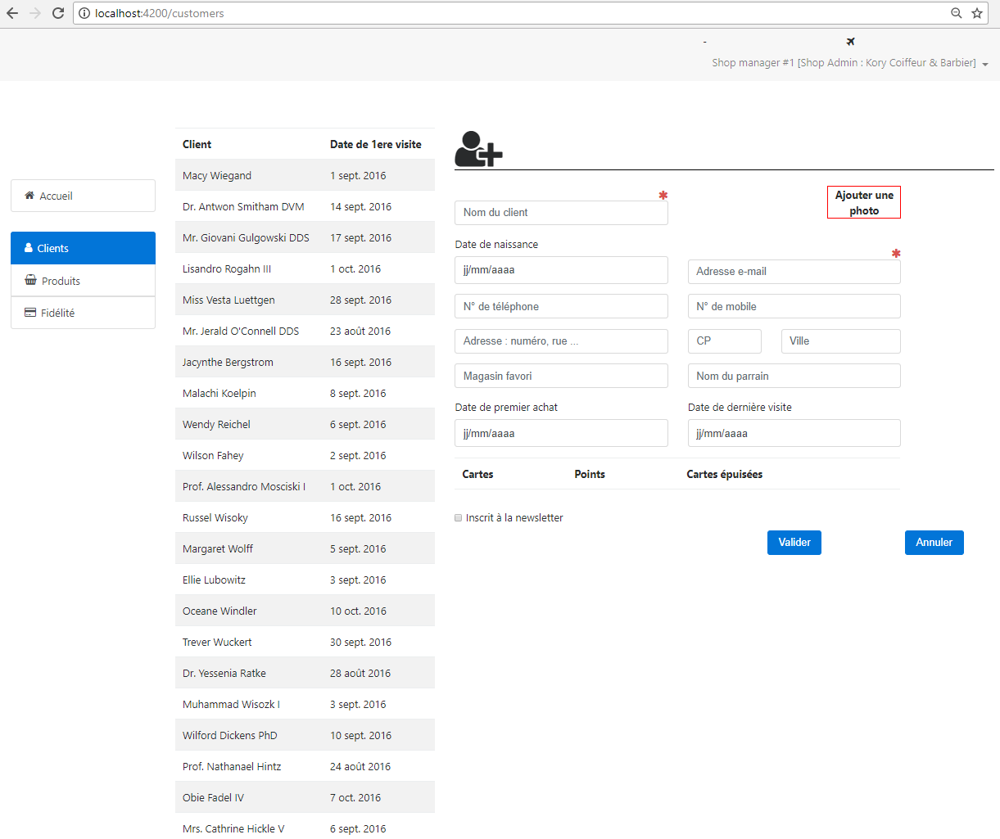 localhost:4200/customers
-
Shop manager #1 [Shop Admin : Kory Coiffeur & Barbier]
Accueil
Clients
Produits
Fidélité
Client Date de 1ere visite
Macy Wiegand 1 sept. 2016
Dr. Antwon Smitham DVM 14 sept. 2016
Mr. Giovani Gulgowski DDS 17 sept. 2016
Lisandro Rogahn III 1 oct. 2016
Miss Vesta Luettgen 28 sept. 2016
Mr. Jerald O'Connell DDS 23 août 2016
Jacynthe Bergstrom 16 sept. 2016
Malachi Koelpin 8 sept. 2016
Wendy Reichel 6 sept. 2016
Wilson Fahey 2 sept. 2016
Prof. Alessandro Mosciski I 1 oct. 2016
Russel Wisoky 16 sept. 2016
Margaret Wolff 5 sept. 2016
Ellie Lubowitz 3 sept. 2016
Oceane Windler 10 oct. 2016
Trever Wuckert 30 sept. 2016
Dr. Yessenia Ratke 28 août 2016
Muhammad Wisozk I 3 sept. 2016
Wilford Dickens PhD 10 sept. 2016
Prof. Nathanael Hintz 24 août 2016
Obie Fadel IV 7 oct. 2016
Mrs. Cathrine Hickle V 6 sept. 2016
Ajouter une
photo
*
Nom du client
Date de naissance
*
jj/mm/aaaa Adresse e-mail
N° de téléphone N° de mobile
Adresse : numéro, rue ... CP Ville
Magasin favori Nom du parrain
Date de premier achat Date de dernière visite
jj/mm/aaaa jj/mm/aaaa
Cartes Points Cartes épuisées
Inscrit à la newsletter
Valider Annuler